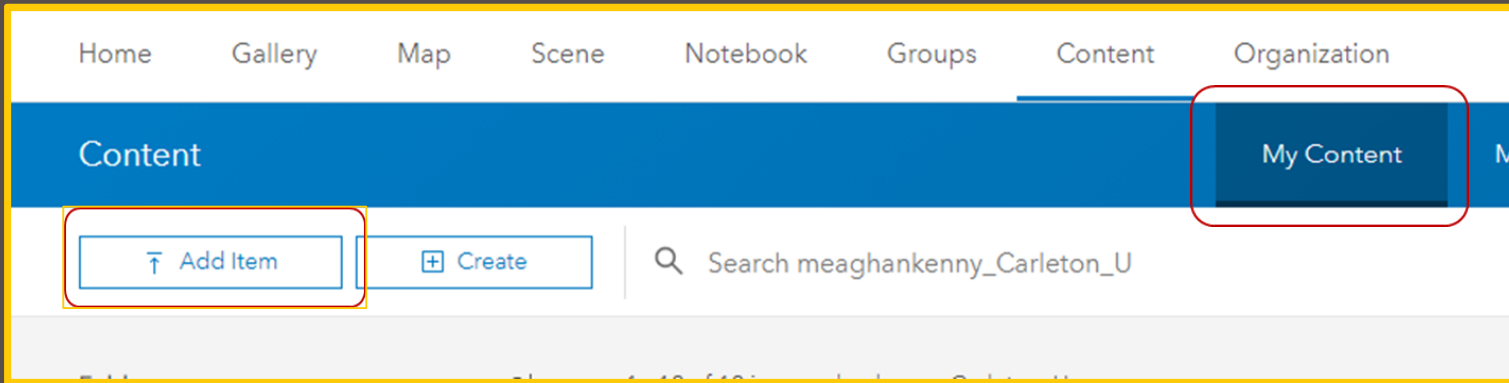 Home Gallery Map Scene Notebook Groups Content Organization
Content My Content
Add Item Create Search meaghankenny_Carleton_U